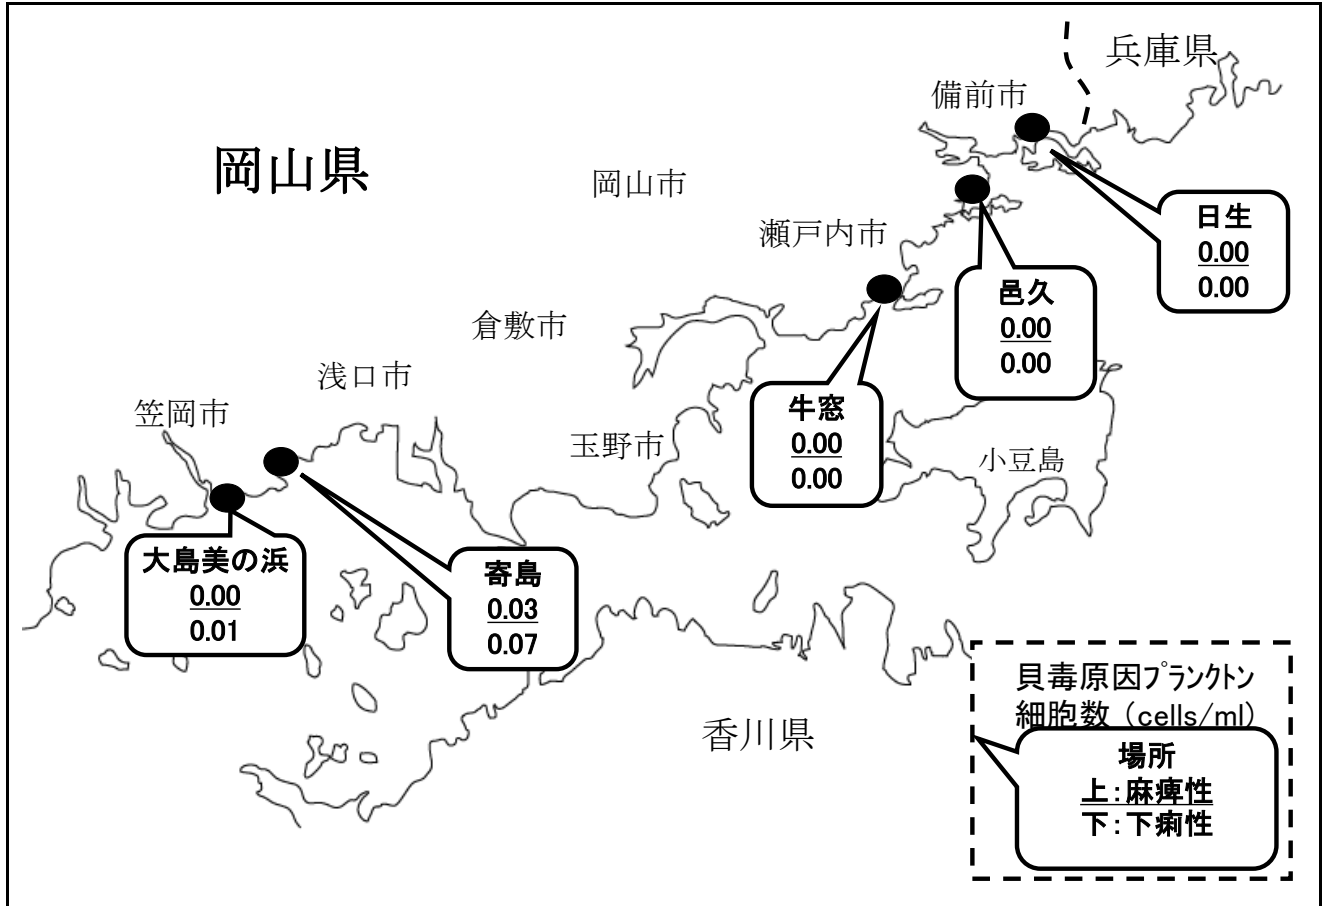 兵庫県
備前市
岡山県
岡山市
日生
0.00
0.00
瀬戸内市
邑久
0.00
0.00
倉敷市
浅口市
牛窓
0.00
0.00
笠岡市
玉野市
小豆島
大島美の浜
0.00
0.01
寄島
0.03
0.07
香川県
貝毒原因ﾌﾟﾗﾝｸﾄﾝ
細胞数 (cells/ml)
場所
上:麻痺性
下:下痢性